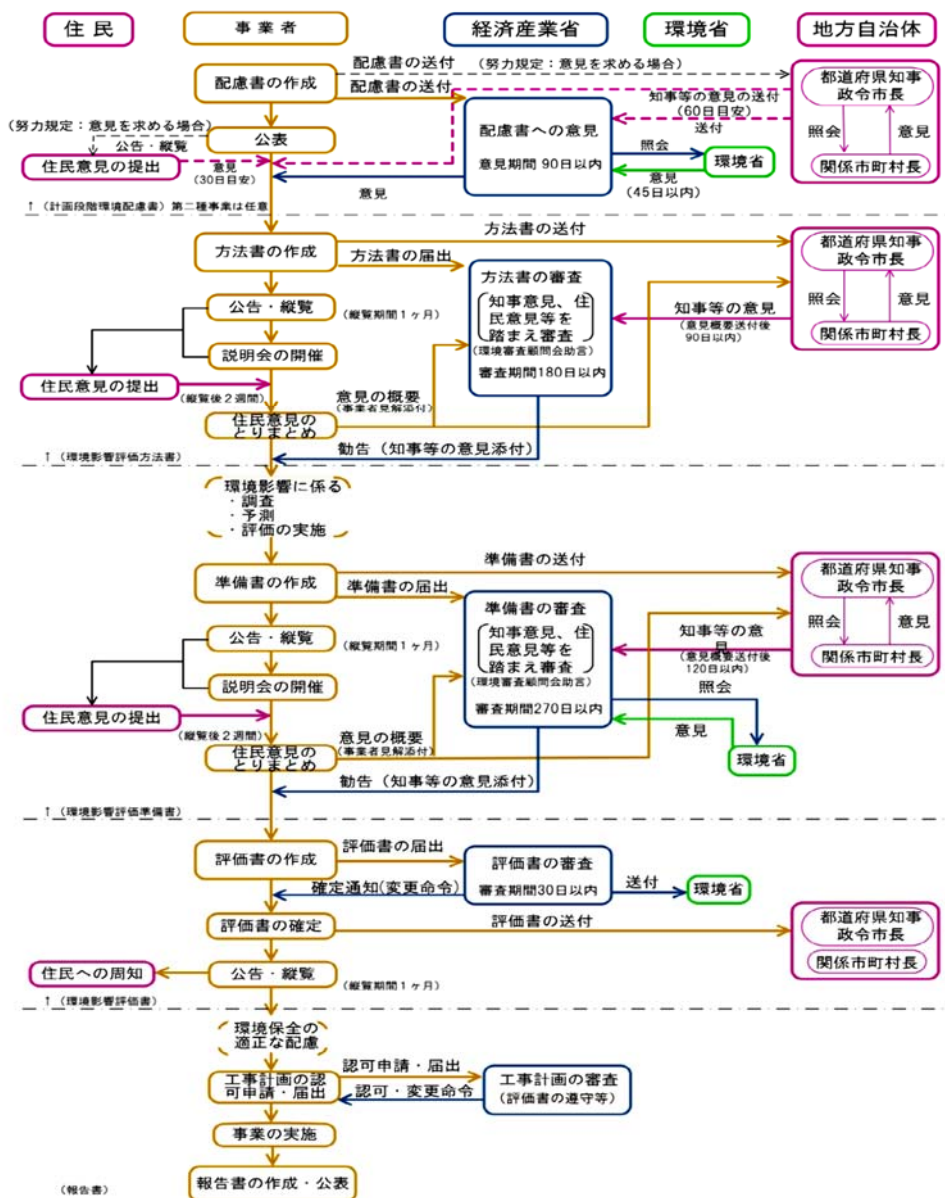 住民
事業者
経済産業省
環境省
地方自治体
配慮書の作成
配慮書の送付
(努力規定：意見を求める場合)
配慮書の送付
都道府県知事
政令市長
知事等の意見の送付
(60日目安)
送付
照会
意見
関係市町村長
(努力規定：意見を求める場合)
公告・縦覧
公表
配慮書への意見
意見期間 90日以内
照会
環境省
意見
(45日以内)
住民意見の提出
意見
(30日目安)
意見
↑（計画段階環境配慮書）第二種事業は任意
方法書の作成
方法書の送付
方法書の届出
都道府県知事
政令市長
照会
意見
関係市町村長
公告・縦覧
(縦覧期間1ヶ月)
方法書の審査
知事意見、住
民意見等を
踏まえ審査
(環境審査顧問会助言)
審査期間180日以内
知事等の意見
(意見概要送付後
90日以内)
説明会の開催
住民意見の提出
(縦覧後２週間)
意見の概要
(事業者見解添付)
住民意見の
とりまとめ
勧告（知事等の意見添付）
↑（環境影響評価方法書）
環境影響に係る
・調査
・予測
・評価の実施
準備書の作成
準備書の送付
準備書の届出
都道府県知事
政令市長
照会
意見
関係市町村長
公告・縦覧
(縦覧期間1ヶ月)
準備書の審査
知事意見、住
民意見等を
踏まえ審査
(環境審査顧問会助言)
審査期間270日以内
知事等の意
見
(意見概要送付後
120日以内)
照会
意見
環境省
説明会の開催
住民意見の提出
(縦覧後２週間)
意見の概要
(事業者見解添付)
住民意見の
とりまとめ
勧告（知事等の意見添付）
↑（環境影響評価準備書）
評価書の作成
評価書の届出
評価書の審査
審査期間30日以内
送付
環境省
確定通知(変更命令)
評価書の確定
評価書の送付
都道府県知事
政令市長
関係市町村長
住民への周知
公告・縦覧
(縦覧期間1ヶ月)
↑（環境影響評価書）
環境保全の
適正な配慮
工事計画の認
可申請・届出
認可申請・届出
認可・変更命令
工事計画の審査
(評価書の遵守等)
事業の実施
報告書の作成・公表
（報告書）